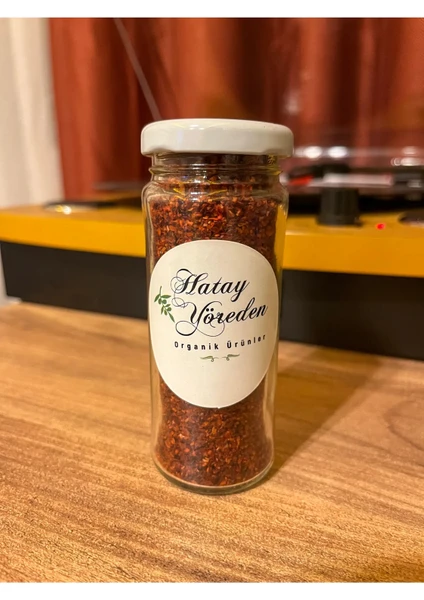 Hatay
Yöreden
Organik Ürünler